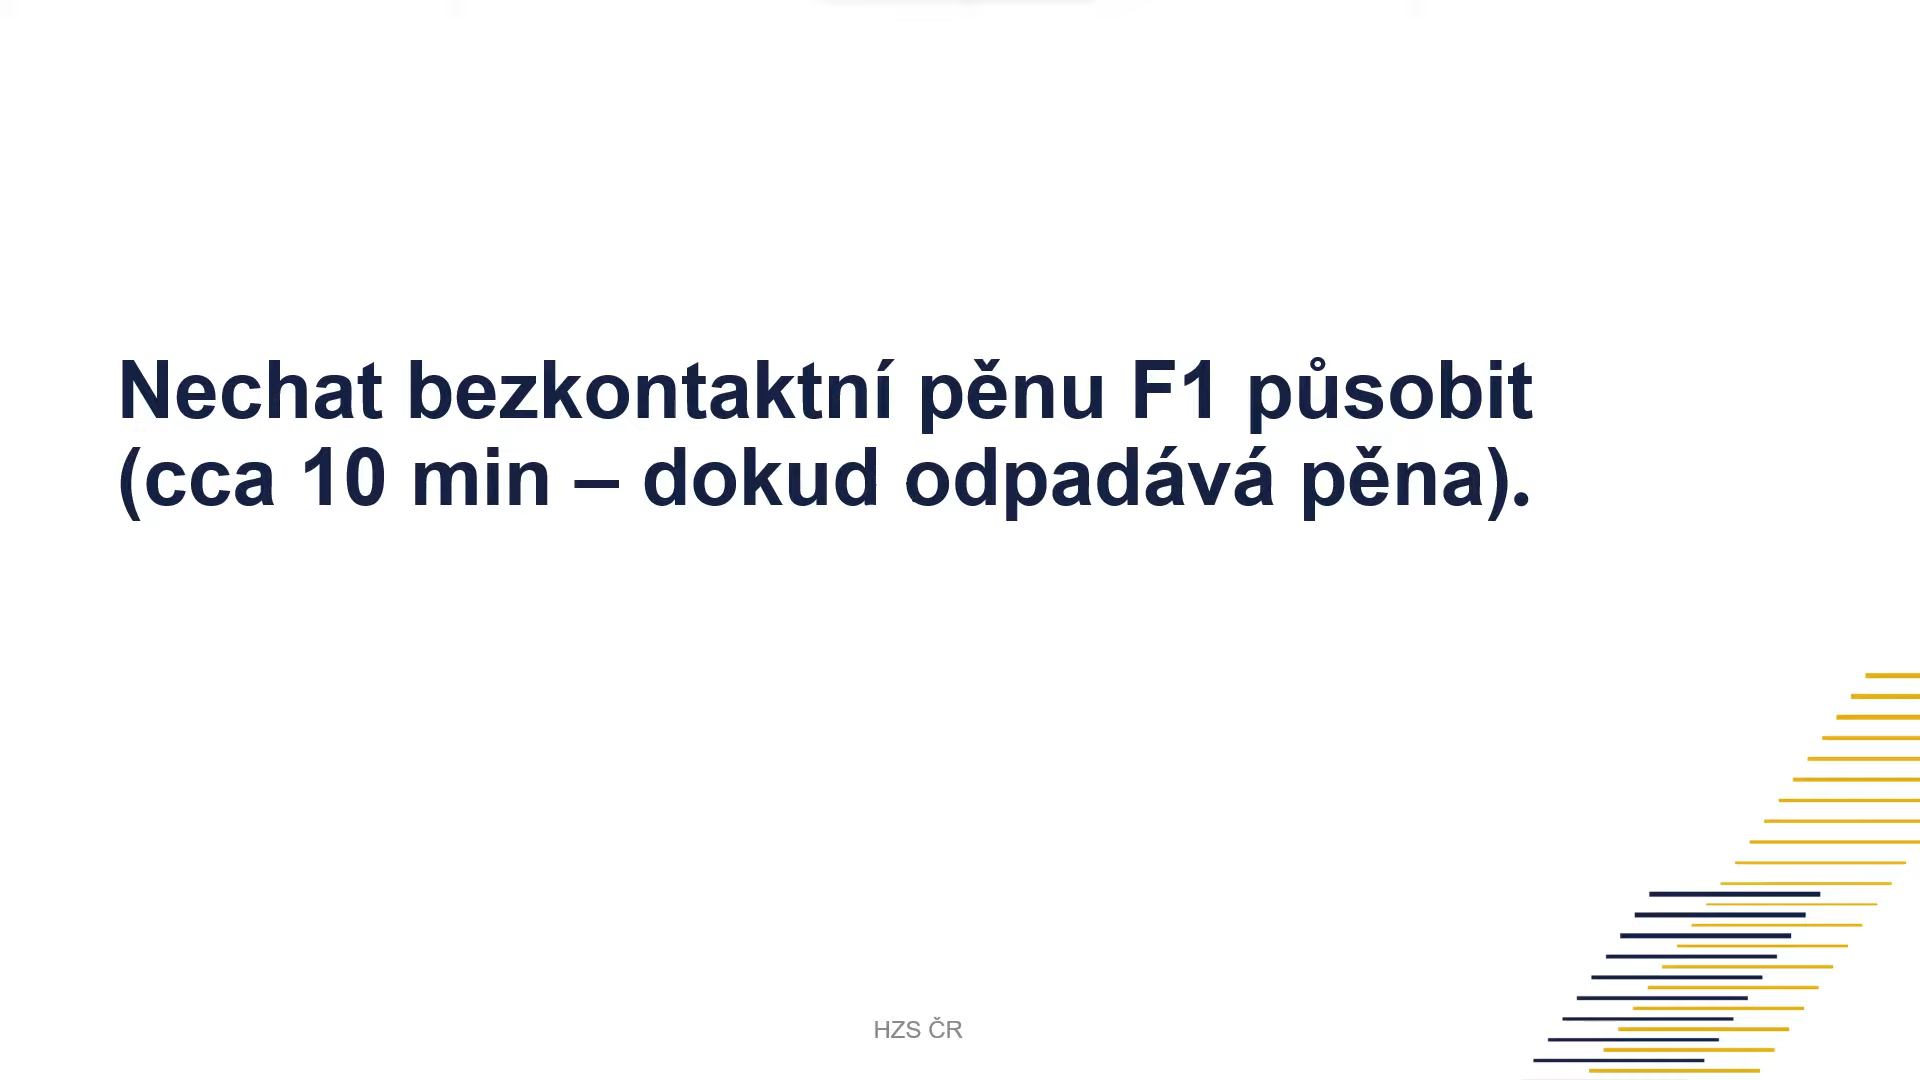 Nechat bezkontaktní pěnu F1 působit
(cca 10 min – dokud odpadává pěna).
HZS ČR